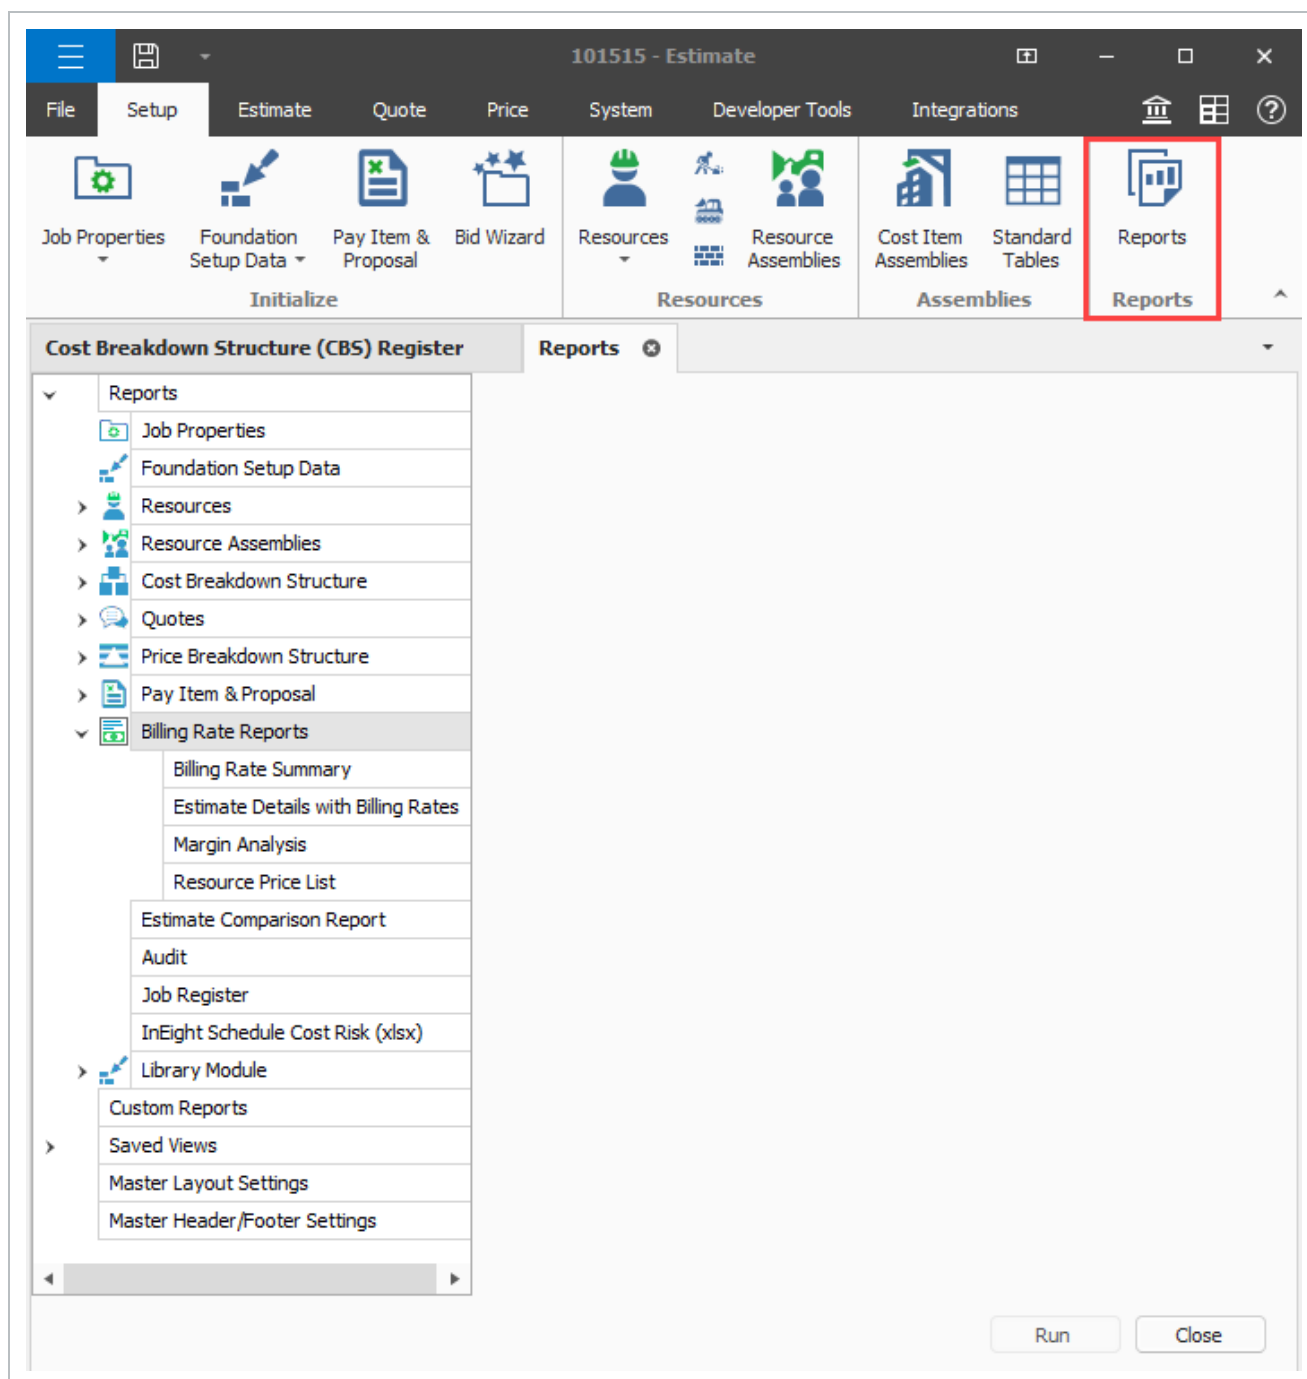 101515 - Estimate
File Setup Estimate Quote Price System Developer Tools Integrations
Job Properties
Foundation
Setup Data
Pay Item &
Proposal
Bid Wizard
Initialize
Resources
Resource
Assemblies
Resources
Cost Item
Assemblies
Standard
Tables
Assemblies
Reports
Reports
Cost Breakdown Structure (CBS) Register
Reports
Reports
Job Properties
Foundation Setup Data
Resources
Resource Assemblies
Cost Breakdown Structure
Quotes
Price Breakdown Structure
Pay Item & Proposal
Billing Rate Reports
Billing Rate Summary
Estimate Details with Billing Rates
Margin Analysis
Resource Price List
Estimate Comparison Report
Audit
Job Register
InEight Schedule Cost Risk (xlsx)
Library Module
Custom Reports
Saved Views
Master Layout Settings
Master Header/Footer Settings
Run
Close